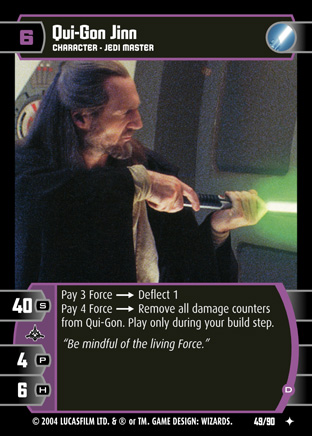 6
Qui-Gon Jinn
CHARACTER • JEDI MASTER
40 S
4 P
6 H
Pay 3 Force → Deflect 1
Pay 4 Force → Remove all damage counters
from Qui-Gon. Play only during your build step.
"Be mindful of the living Force."
D
© 2004 LUCASFILM LTD. & ® or TM. GAME DESIGN: WIZARDS.
49/90